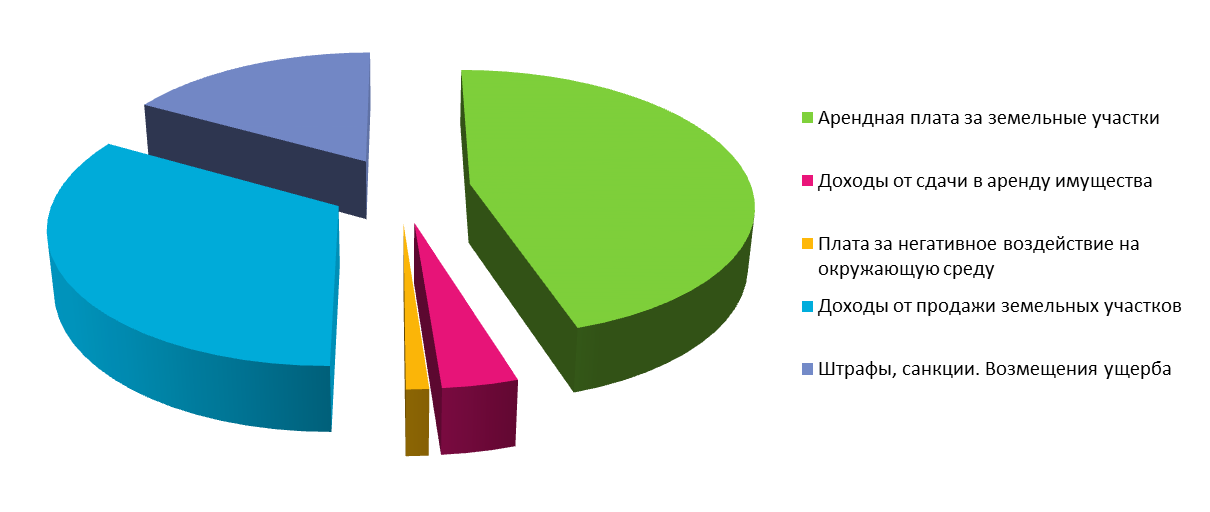 Арендная плата за земельные участки
Доходы от сдачи в аренду имущества
Плата за негативное воздействие на
окружающую среду
Доходы от продажи земельных участков
Штрафы, санкции. Возмещения ущерба